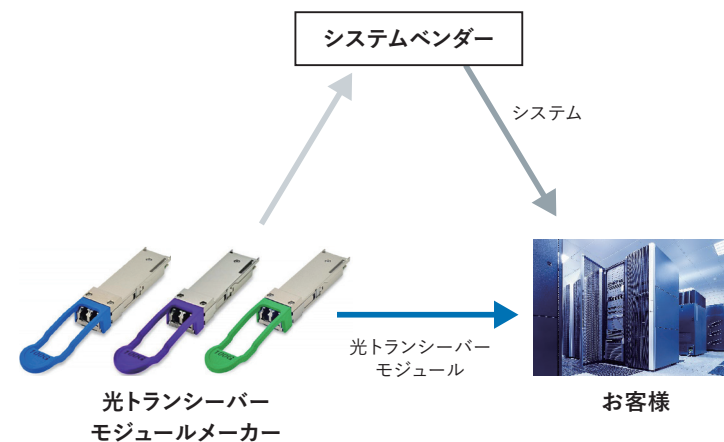 システムベンダー
システム
光トランシーバー
モジュール
光トランシーバー
モジュールメーカー
お客様